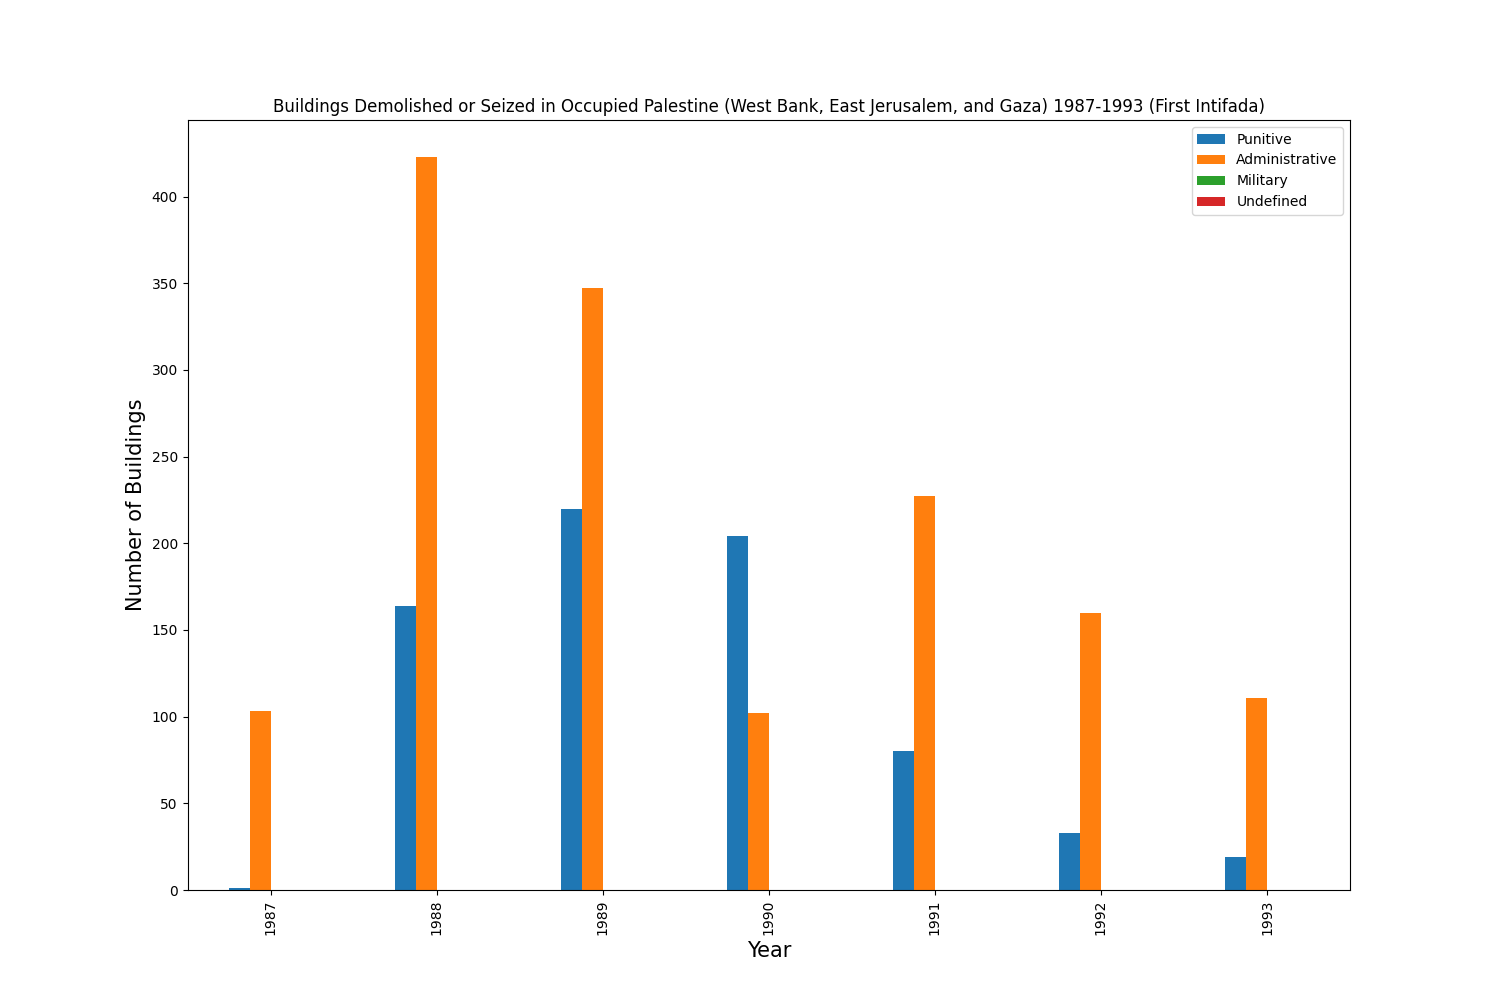 Buildings Demolished or Seized in Occupied Palestine (West Bank, East Jerusalem, and Gaza) 1987-1993 (First Intifada)
Punitive
Administrative
Military
Undefined
Number of Buildings
400
350
300
250
200
150
100
50
0
1987
1988
1989
1990
1991
1992
1993
Year